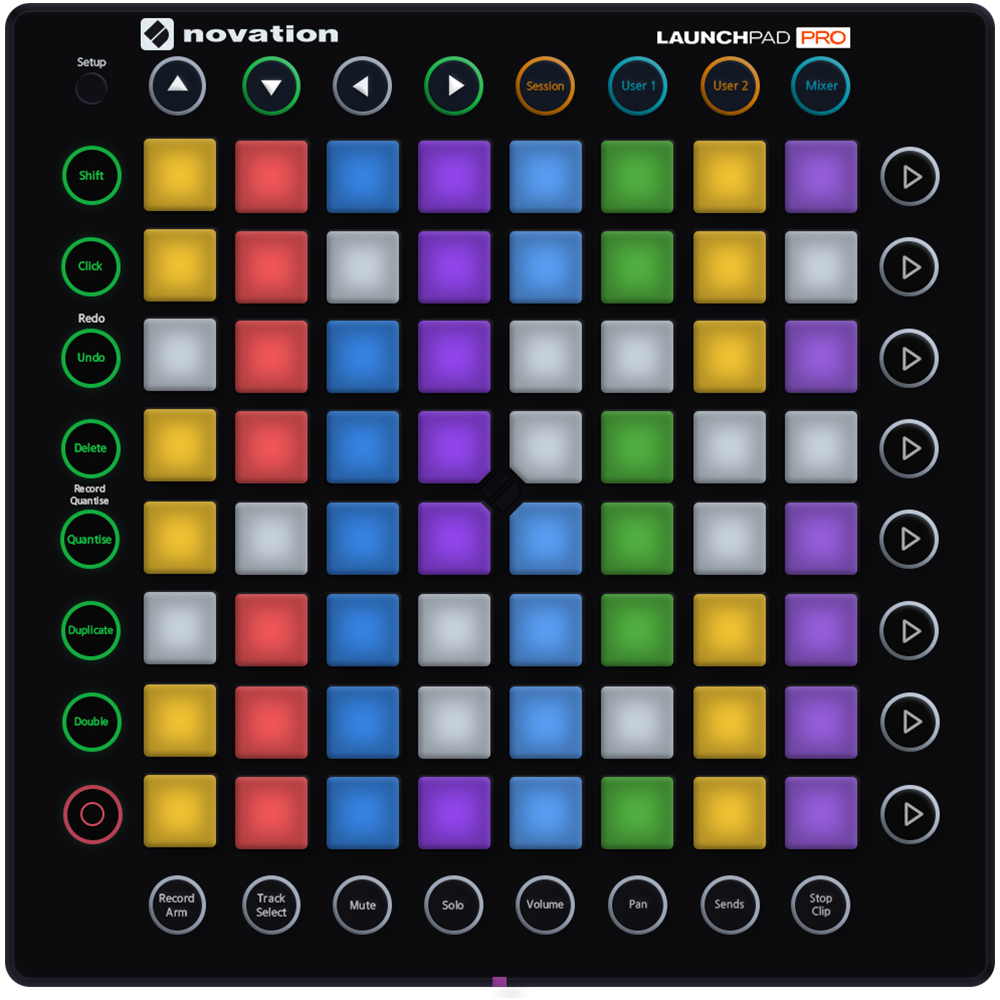 novation
LAUNCHPAD PRO
Setup
Session
User 1
User 2
Mixer
Shift
Click
Redo
Undo
Delete
Record
Quantise
Quantise
Duplicate
Double
Record
Arm
Track
Select
Mute
Solo
Volume
Pan
Sends
Stop
Clip